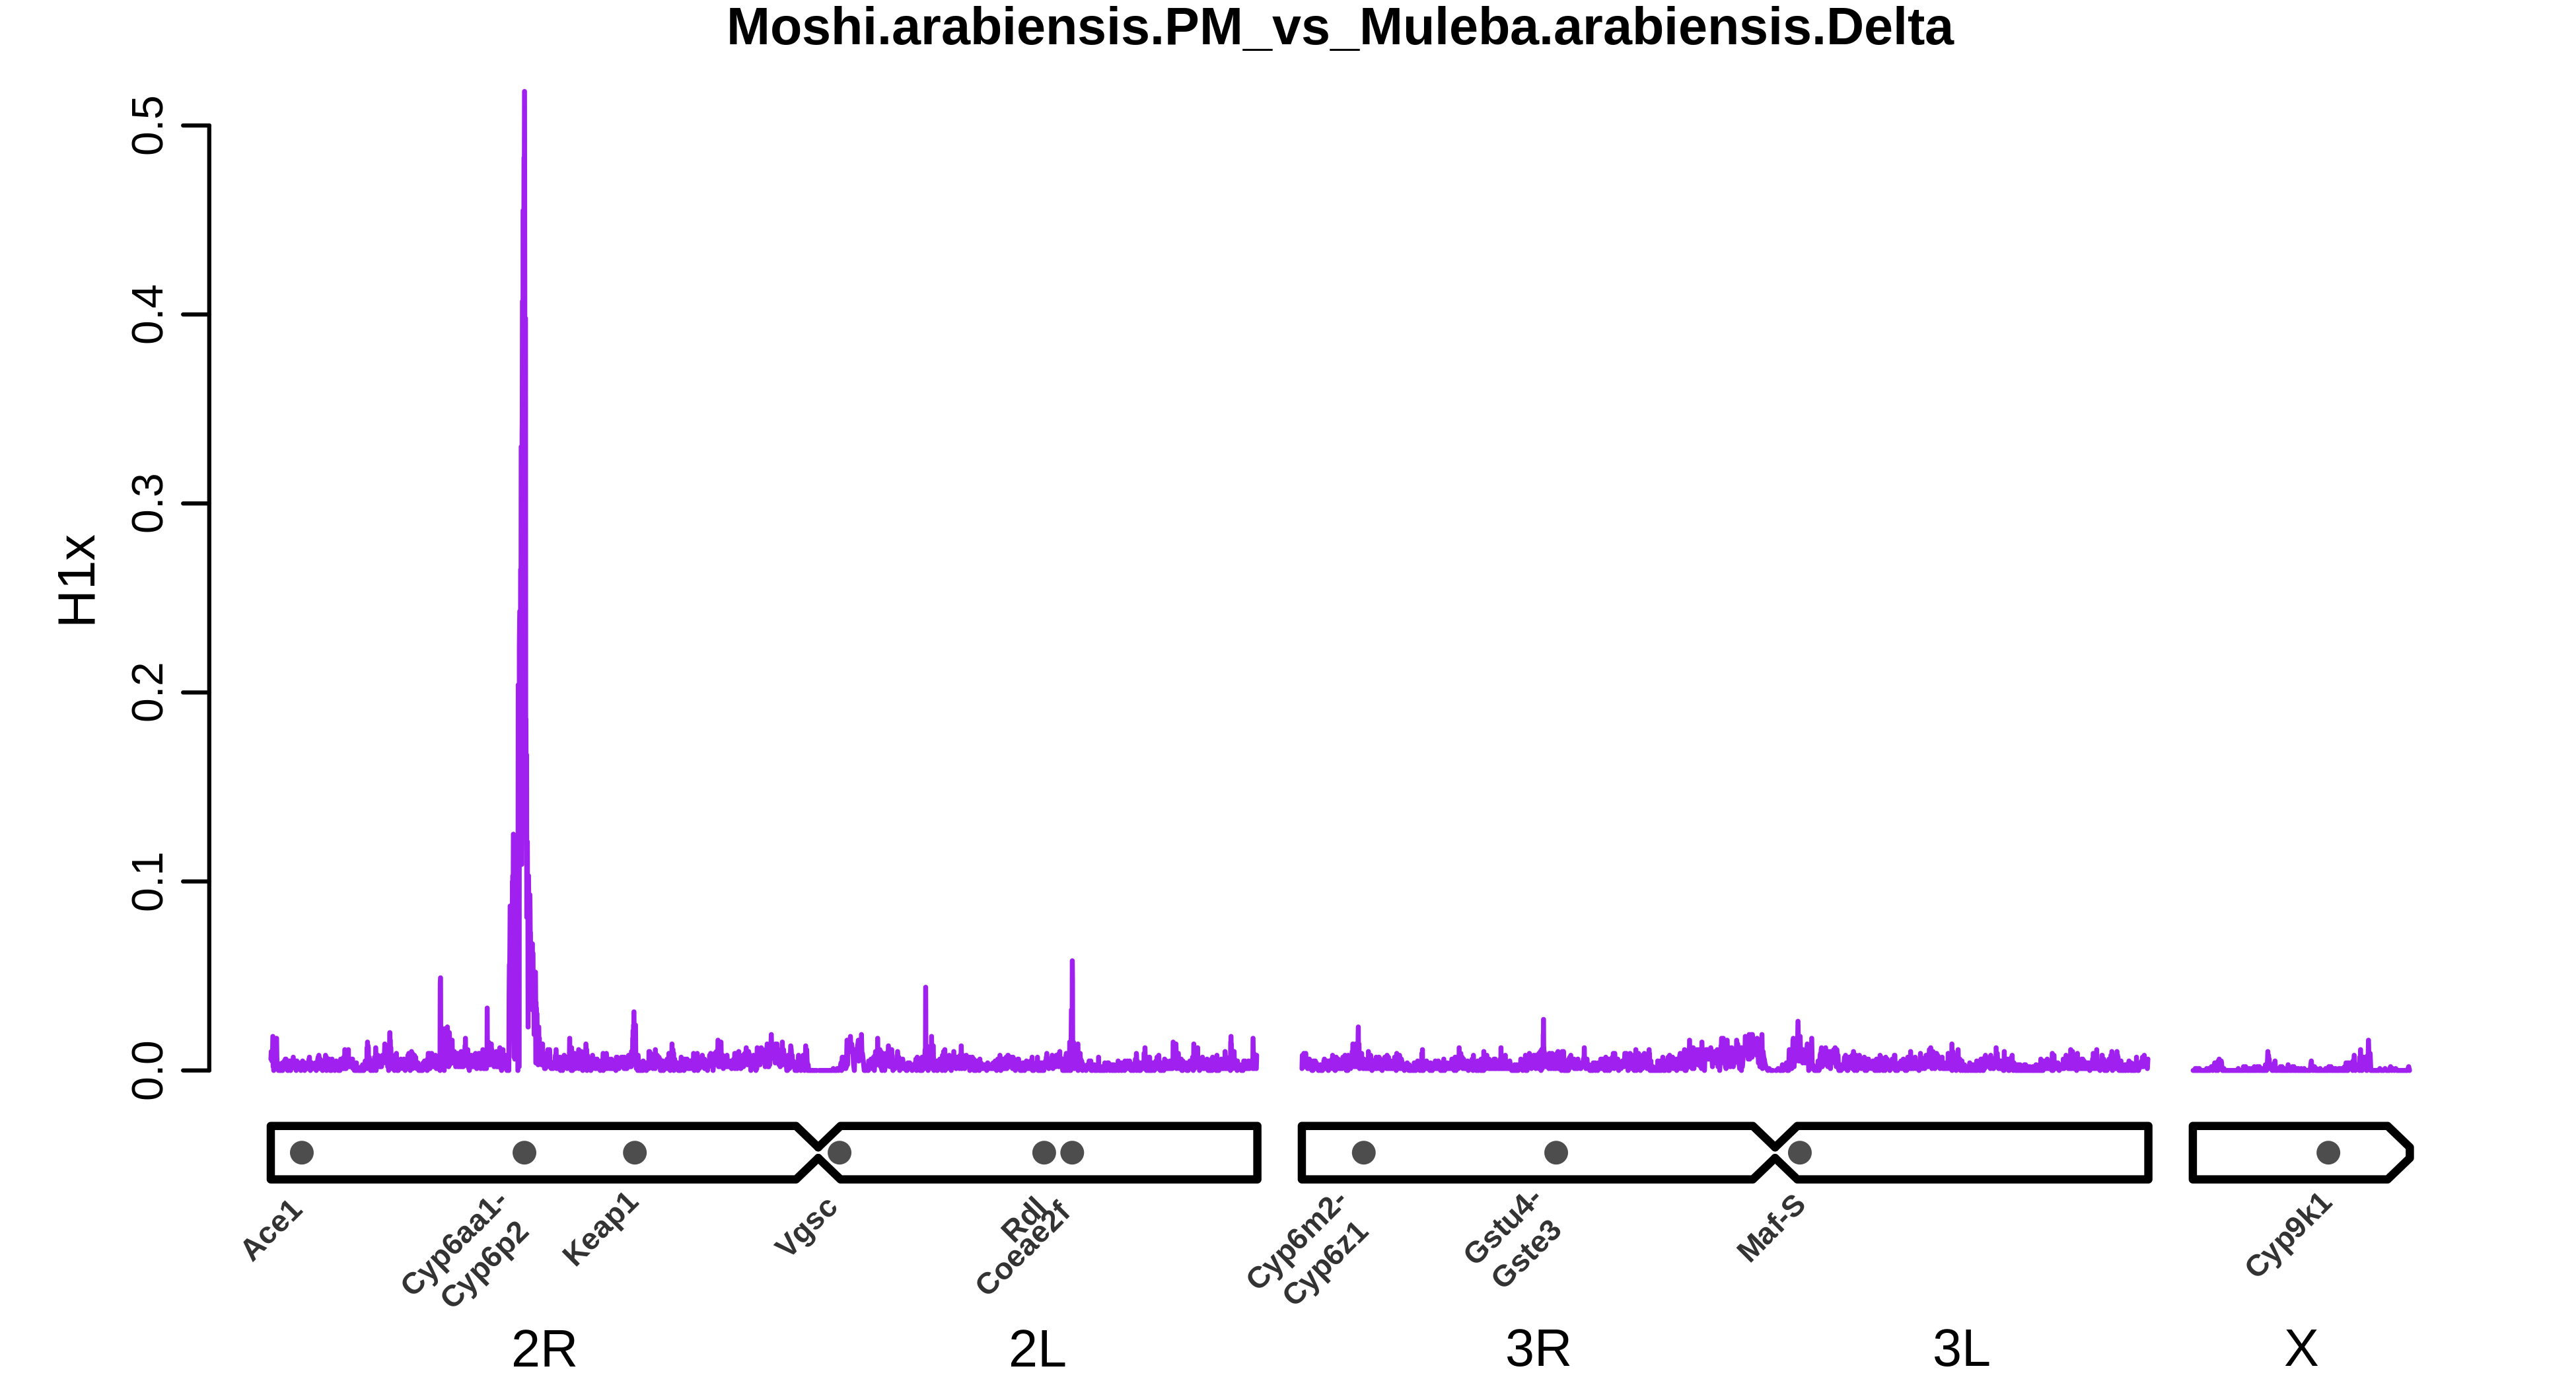 Moshi.arabiensis.PM_vs_Muleba.arabiensis.Delta
H1x
0.5
0.4
0.3
0.2
0.1
0.0
Ace1
Cyp6aa1-
Cyp6p2
Keap1
Vgsc
Rdl
Coeae2f
Cyp6m2-
Cyp6z1
Gstu4-
Gste3
Maf-S
Cyp9k1
2R
2L
3R
3L
X